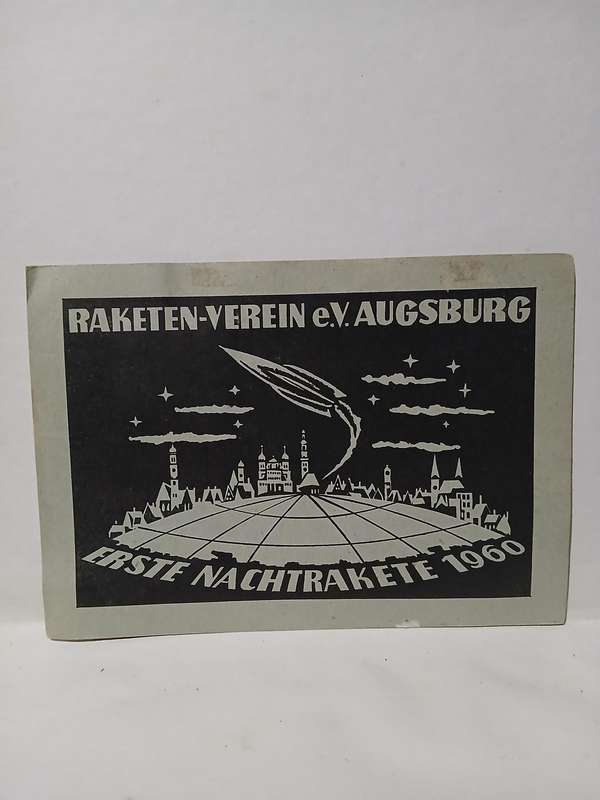 RAKETEN-VEREIN e.V. AUGSBURG
ERSTE NACHTRAKETE 1960